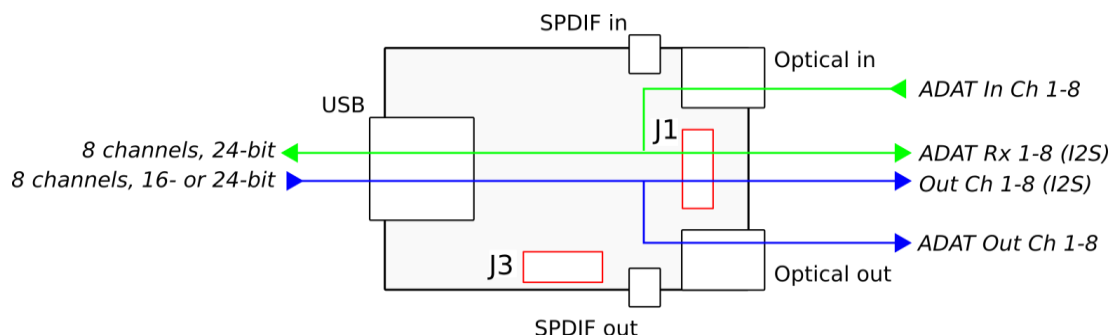 SPDIF in
Optical in
USB
ADAT In Ch 1-8
J1
8 channels, 24-bit
ADAT Rx 1-8 (I2S)
8 channels, 16- or 24-bit
Out Ch 1-8 (I2S)
ADAT Out Ch 1-8
J3
Optical out
SPDIF out